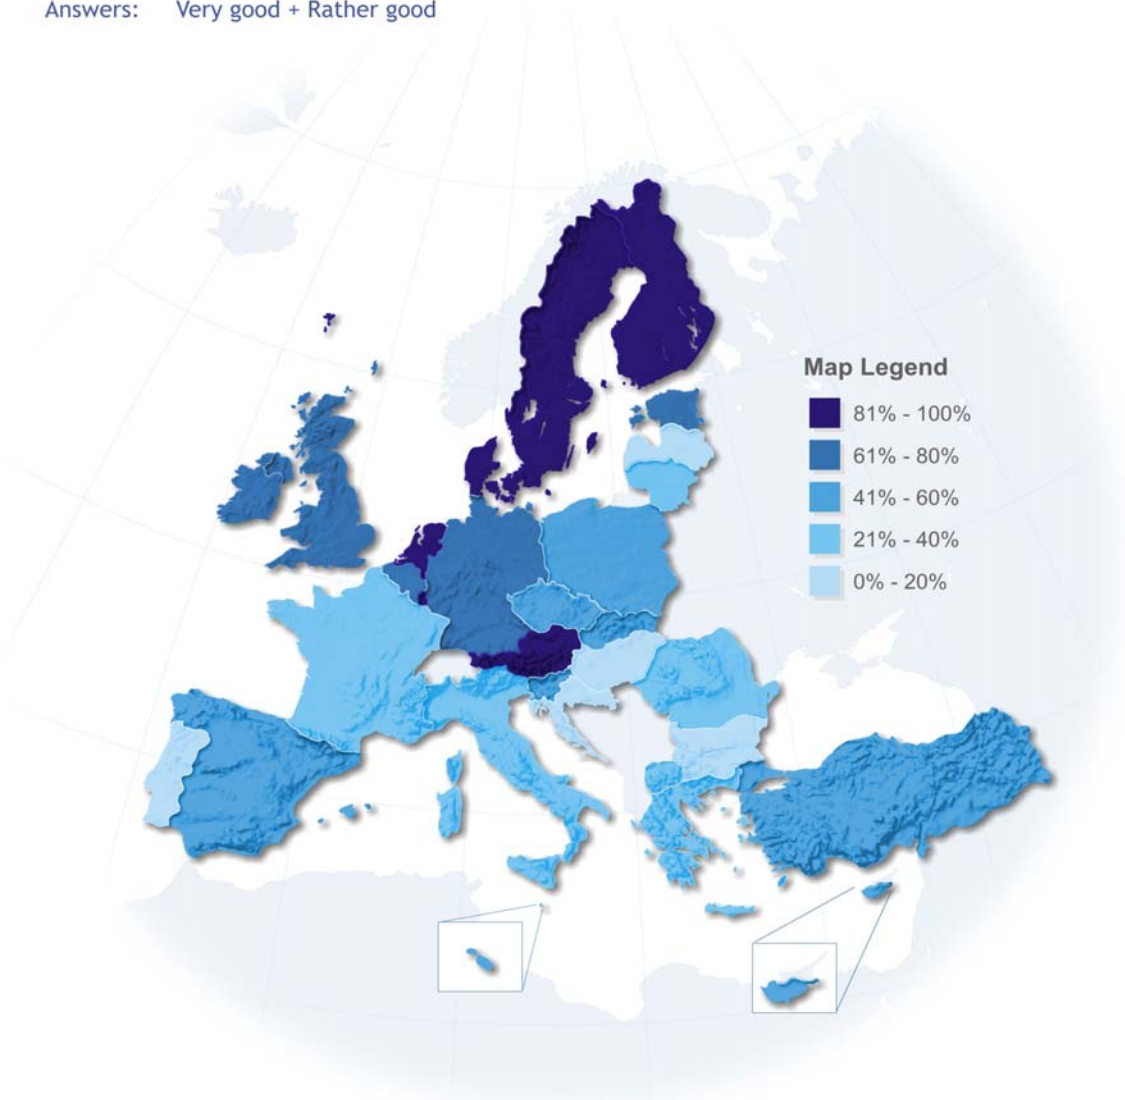 Answers: Very good + Rather good
Map Legend
81% - 100%
61% - 80%
41% - 60%
21% - 40%
0% - 20%